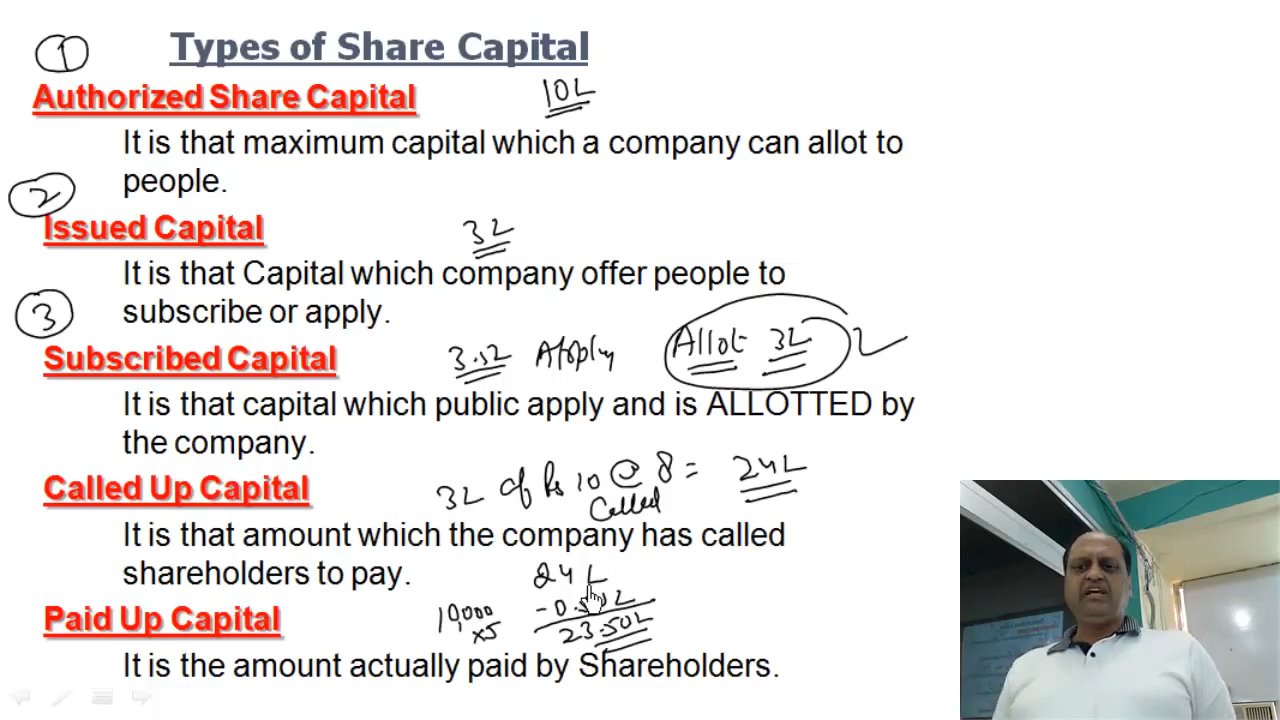 1 Types of Share Capital
Authorized Share Capital 10L
It is that maximum capital which a company can allot to
people.
2
Issued Capital 3L
It is that Capital which company offer people to
subscribe or apply.
3
Subscribed Capital 3.5L Apply Allot 3L
It is that capital which public apply and is ALLOTTED by
the company.
Called Up Capital 3L of Rs 10 @ 8 = 24L
Called
It is that amount which the company has called
shareholders to pay.
24L
Paid Up Capital 10,000 x5 -0.50L
23.50L
It is the amount actually paid by Shareholders.